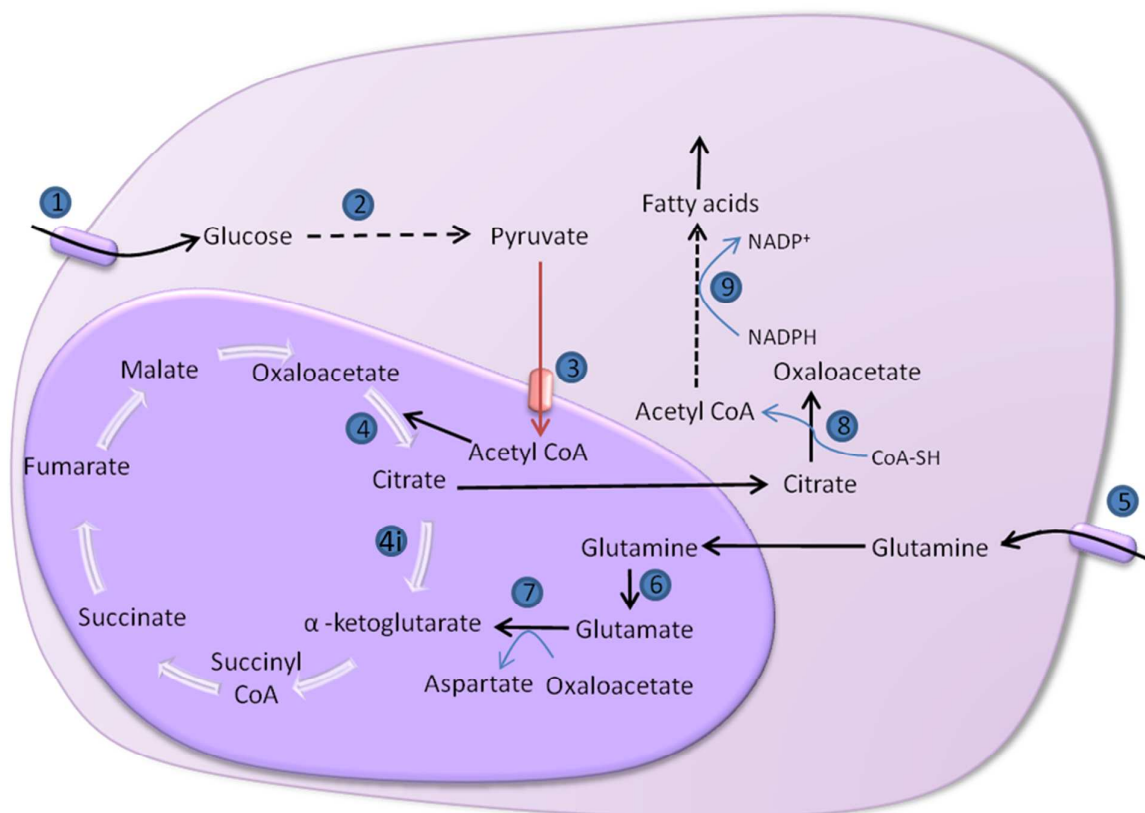 1
2
Glucose
Pyruvate
Fatty acids
NADP⁺
9
NADPH
Malate
Oxaloacetate
3
Oxaloacetate
4
Acetyl CoA
Acetyl CoA
8
CoA-SH
Fumarate
Citrate
Citrate
5
4i
Glutamine
Glutamine
6
7
Succinate
α -ketoglutarate
Glutamate
Succinyl
CoA
Aspartate
Oxaloacetate